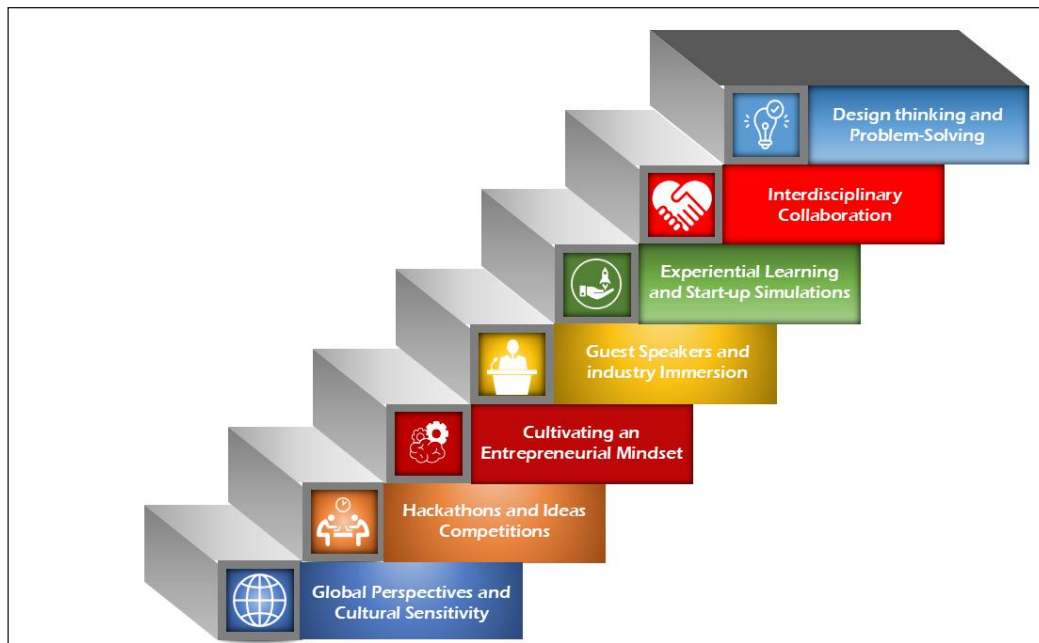 Design thinking and
Problem-Solving
Interdisciplinary
Collaboration
Experiential Learning
and Start-up Simulations
Guest Speakers and
industry Immersion
Cultivating an
Entrepreneurial Mindset
Hackathons and Ideas
Competitions
Global Perspectives and
Cultural Sensitivity